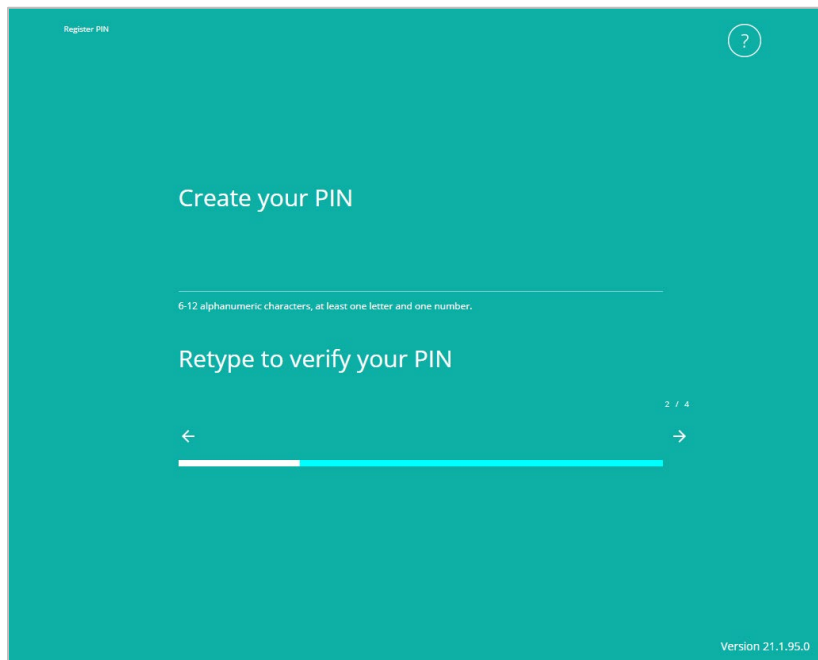 Register PIN
?
Create your PIN
6-12 alphanumeric characters, at least one letter and one number.
Retype to verify your PIN
2 / 4
Version 21.1.95.0